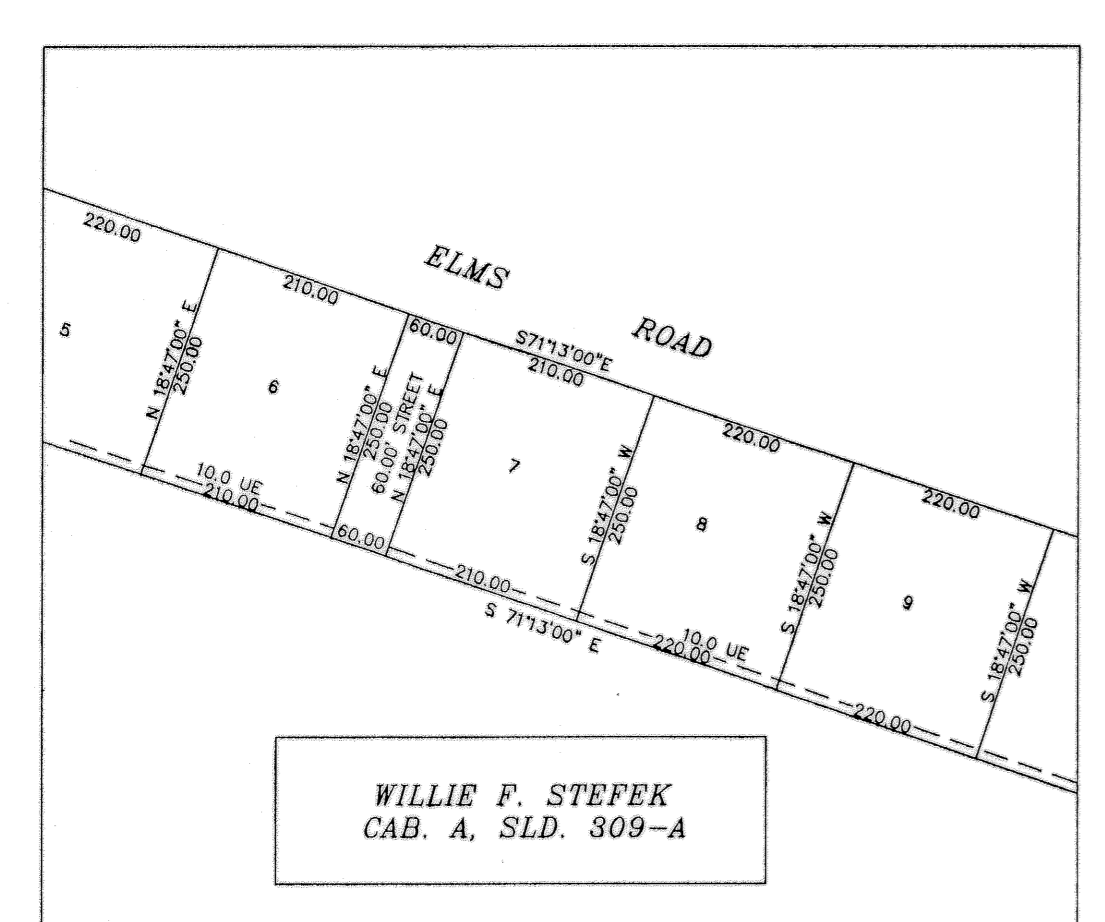 220.00
ELMS ROAD
210.00
60.00
S71°13'00"E
210.00
220.00
220.00
5
N 18°47'00" E
250.00
6
N 18°47'00" E
250.00
60.00' STREET
N 18°47'00" E
250.00
7
S 18°47'00" W
250.00
8
S 18°47'00" W
250.00
9
S 18°47'00" W
250.00
10.0 UE
210.00
60.00
210.00
S 71°13'00" E
10.0 UE
220.00
220.00
WILLIE F. STEFEK
CAB. A, SLD. 309-A